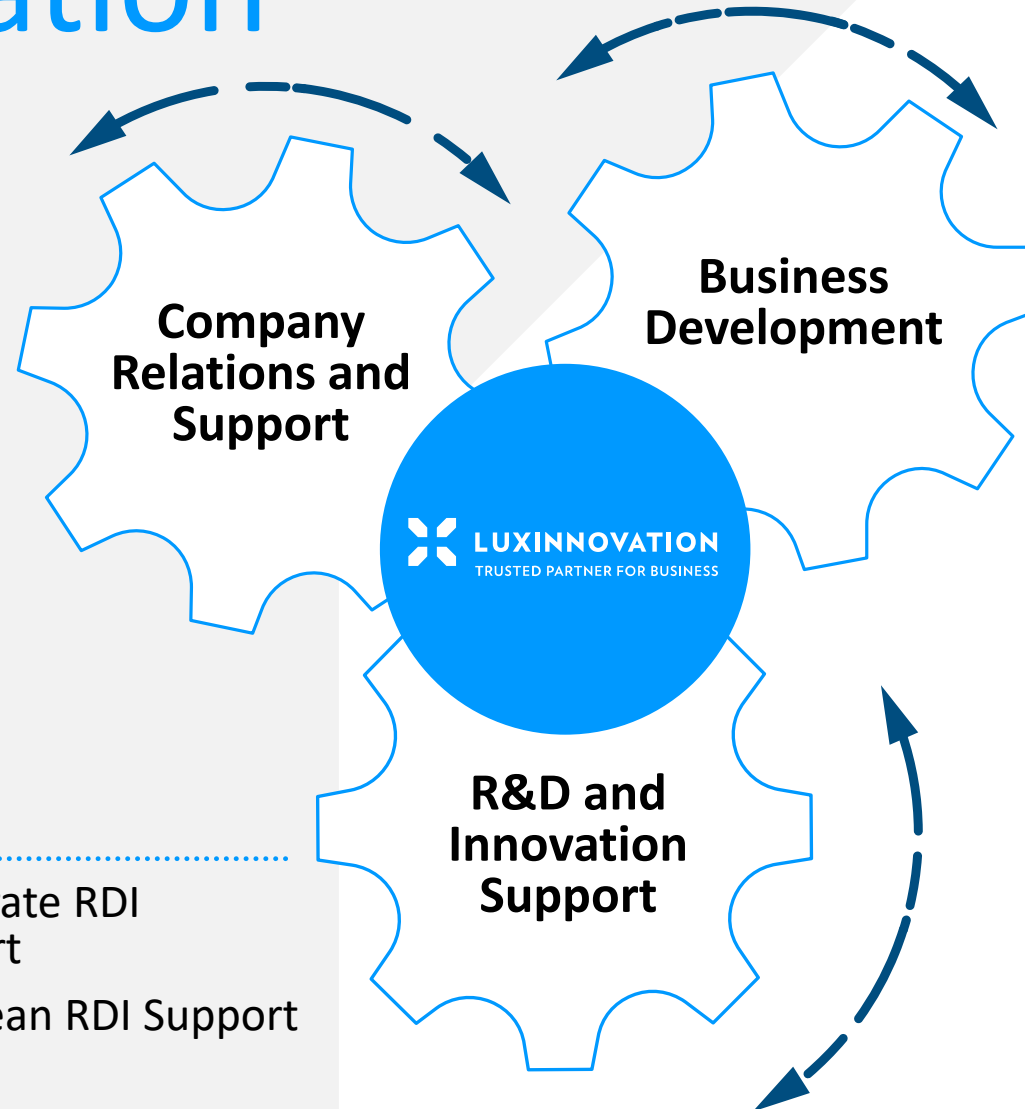 ation
Business
Development
Company
Relations and
Support
LUXINNOVATION
TRUSTED PARTNER FOR BUSINESS
R&D and
Innovation
Support
ate RDI
rt
ean RDI Support